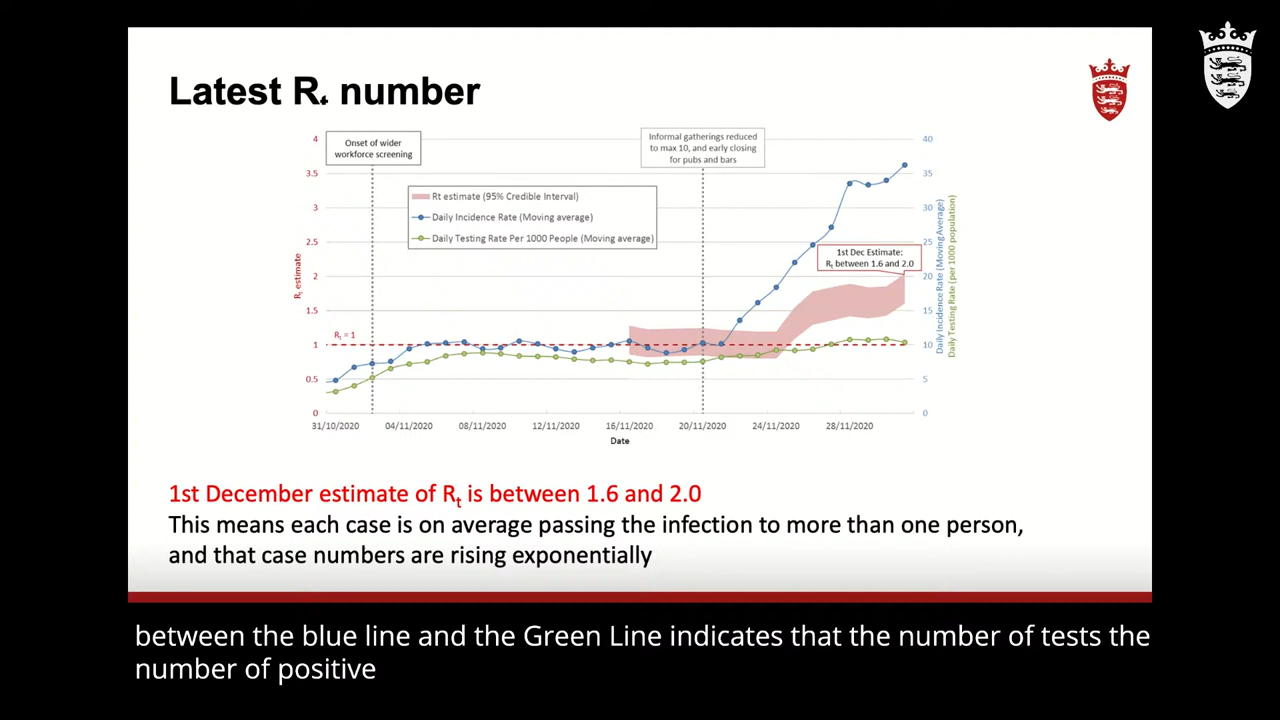 Latest Rₜ number
Onset of wider
workforce screening
Informal gatherings reduced
to max 10, and early closing
for pubs and bars
Rt estimate (95% Credible Interval)
Daily Incidence Rate (Moving average)
Daily Testing Rate Per 1000 People (Moving average)
1st Dec Estimate:
Rₜ between 1.6 and 2.0
Rₜ = 1
4
3.5
3
2.5
2
1.5
1
0.5
0
Rₜ estimate
40
35
30
25
20
15
10
5
0
Daily Incidence Rate (Moving Average)
Daily Testing Rate (per 1000 population)
31/10/2020 04/11/2020 08/11/2020 12/11/2020 16/11/2020 20/11/2020 24/11/2020 28/11/2020
Date
1st December estimate of Rₜ is between 1.6 and 2.0
This means each case is on average passing the infection to more than one person,
and that case numbers are rising exponentially
between the blue line and the Green Line indicates that the number of tests the
number of positive